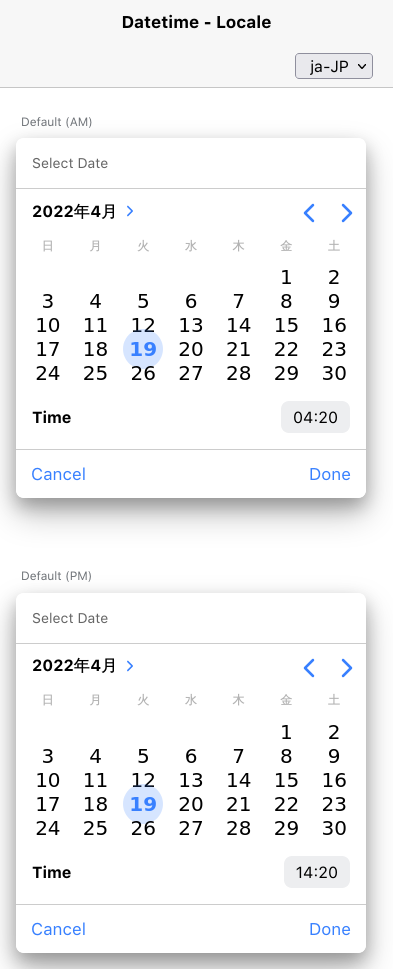 Datetime - Locale
ja-JP
Default (AM)
Select Date
2022年4月
日 月 火 水 木 金 土
1 2
3 4 5 6 7 8 9
10 11 12 13 14 15 16
17 18 19 20 21 22 23
24 25 26 27 28 29 30
Time 04:20
Cancel Done
Default (PM)
Select Date
2022年4月
日 月 火 水 木 金 土
1 2
3 4 5 6 7 8 9
10 11 12 13 14 15 16
17 18 19 20 21 22 23
24 25 26 27 28 29 30
Time 14:20
Cancel Done